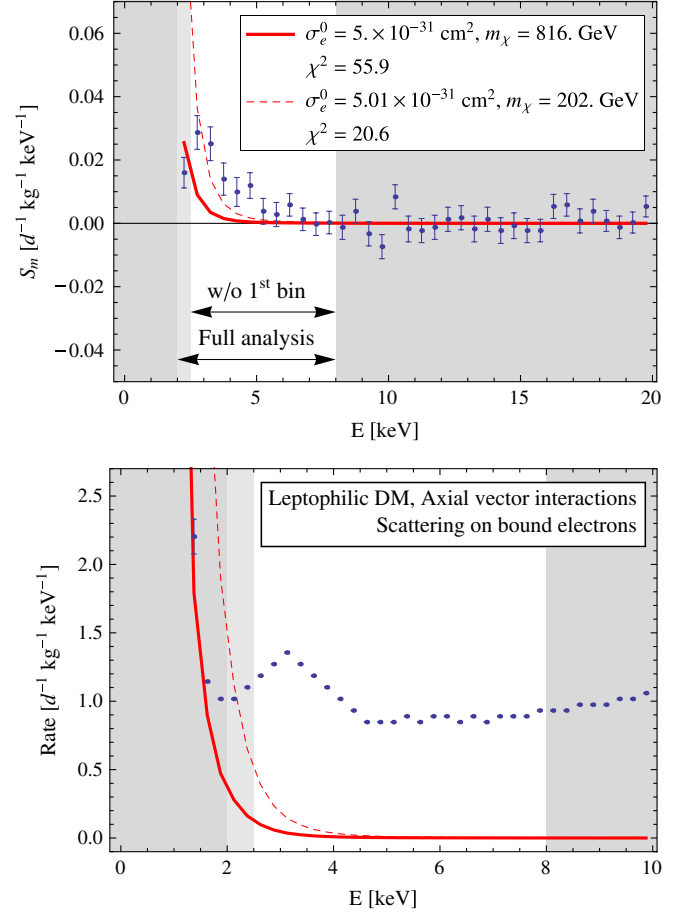 0.06
0.04
0.02
0.00
−0.02
−0.04
S_m [d⁻¹ kg⁻¹ keV⁻¹]
σ_e⁰ = 5. × 10⁻³¹ cm², m_χ = 816. GeV
χ² = 55.9
σ_e⁰ = 5.01 × 10⁻³¹ cm², m_χ = 202. GeV
χ² = 20.6
w/o 1ˢᵗ bin
Full analysis
0 5 10 15 20
E [keV]
2.5
2.0
1.5
1.0
0.5
0.0
Rate [d⁻¹ kg⁻¹ keV⁻¹]
Leptophilic DM, Axial vector interactions
Scattering on bound electrons
0 2 4 6 8 10
E [keV]